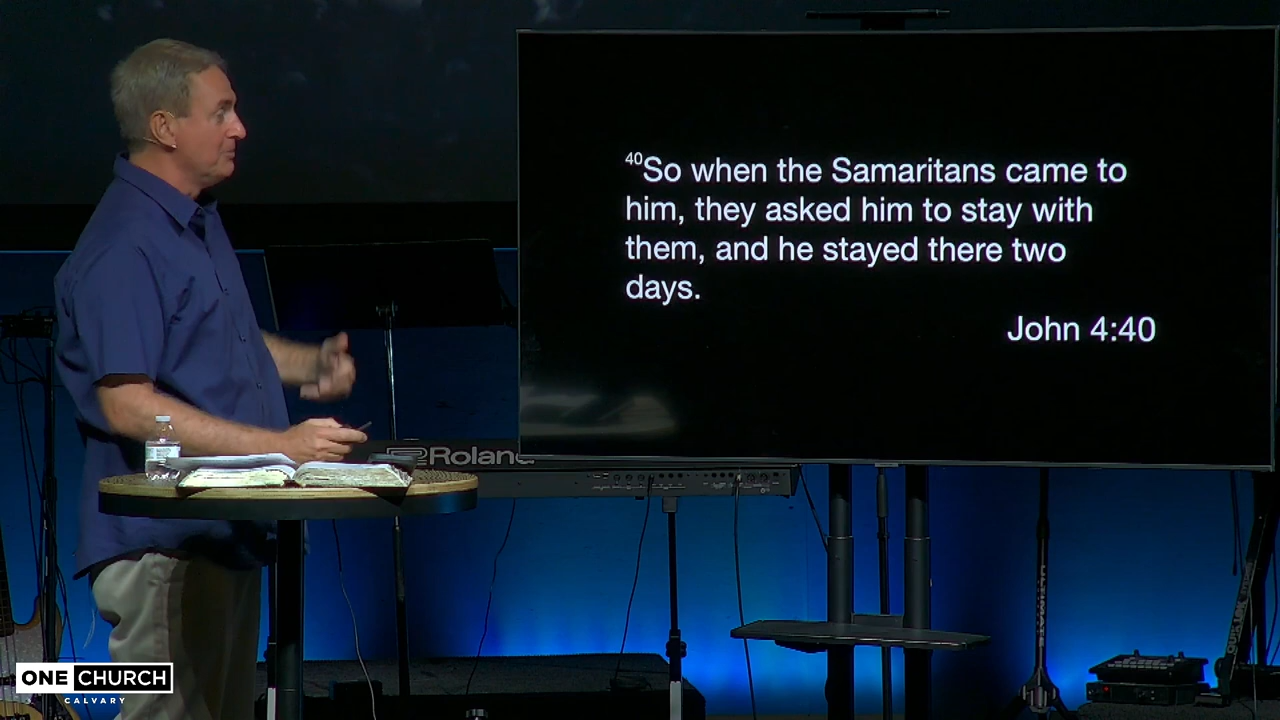 ⁴⁰So when the Samaritans came to
him, they asked him to stay with
them, and he stayed there two
days.
John 4:40
Roland
ONE CHURCH
CALVARY